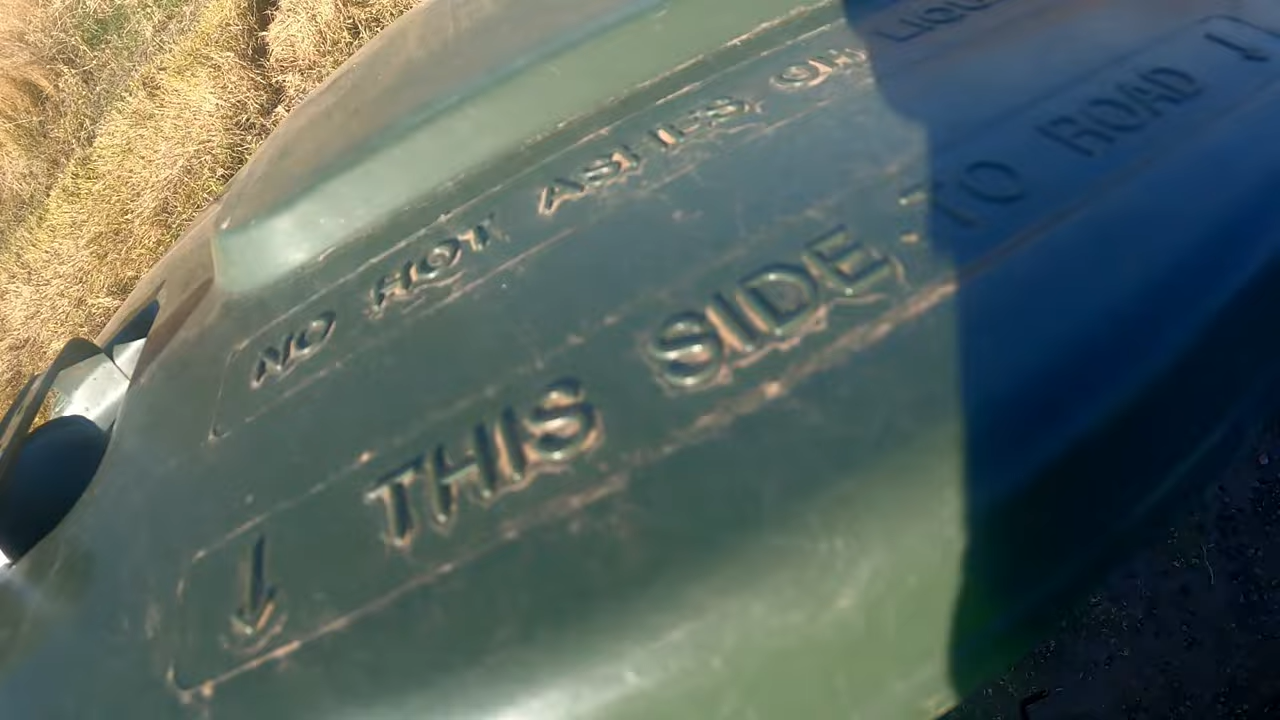 NO HOT ASHES OR LIQU
↓ THIS SIDE TO ROAD ↓